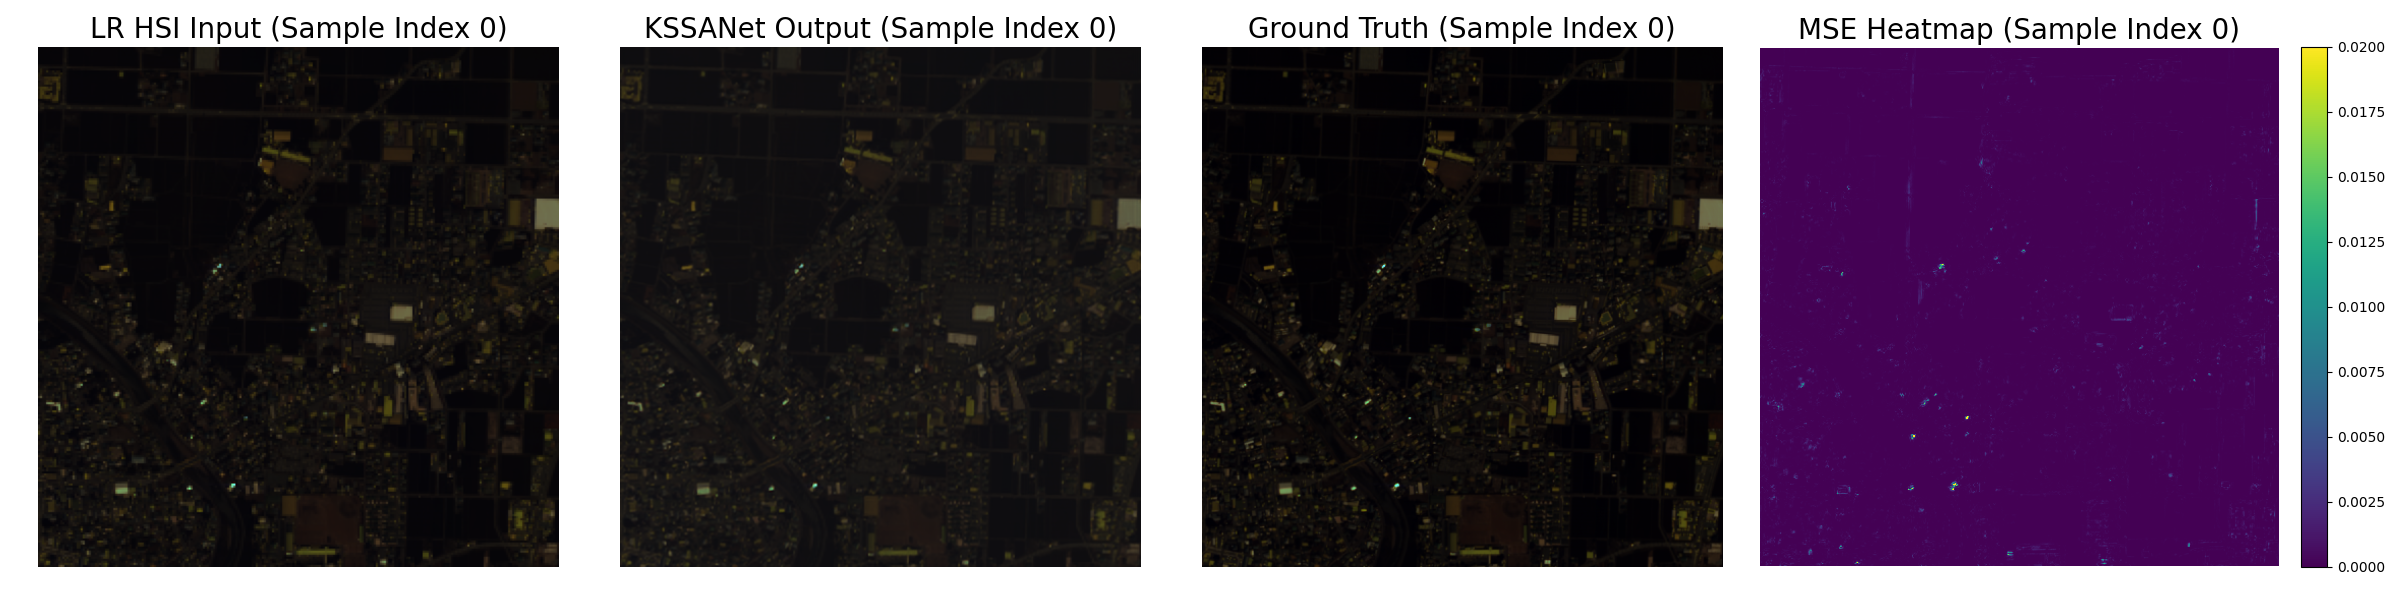 LR HSI Input (Sample Index 0)
KSSANet Output (Sample Index 0)
Ground Truth (Sample Index 0)
MSE Heatmap (Sample Index 0)
0.0200
0.0175
0.0150
0.0125
0.0100
0.0075
0.0050
0.0025
0.0000